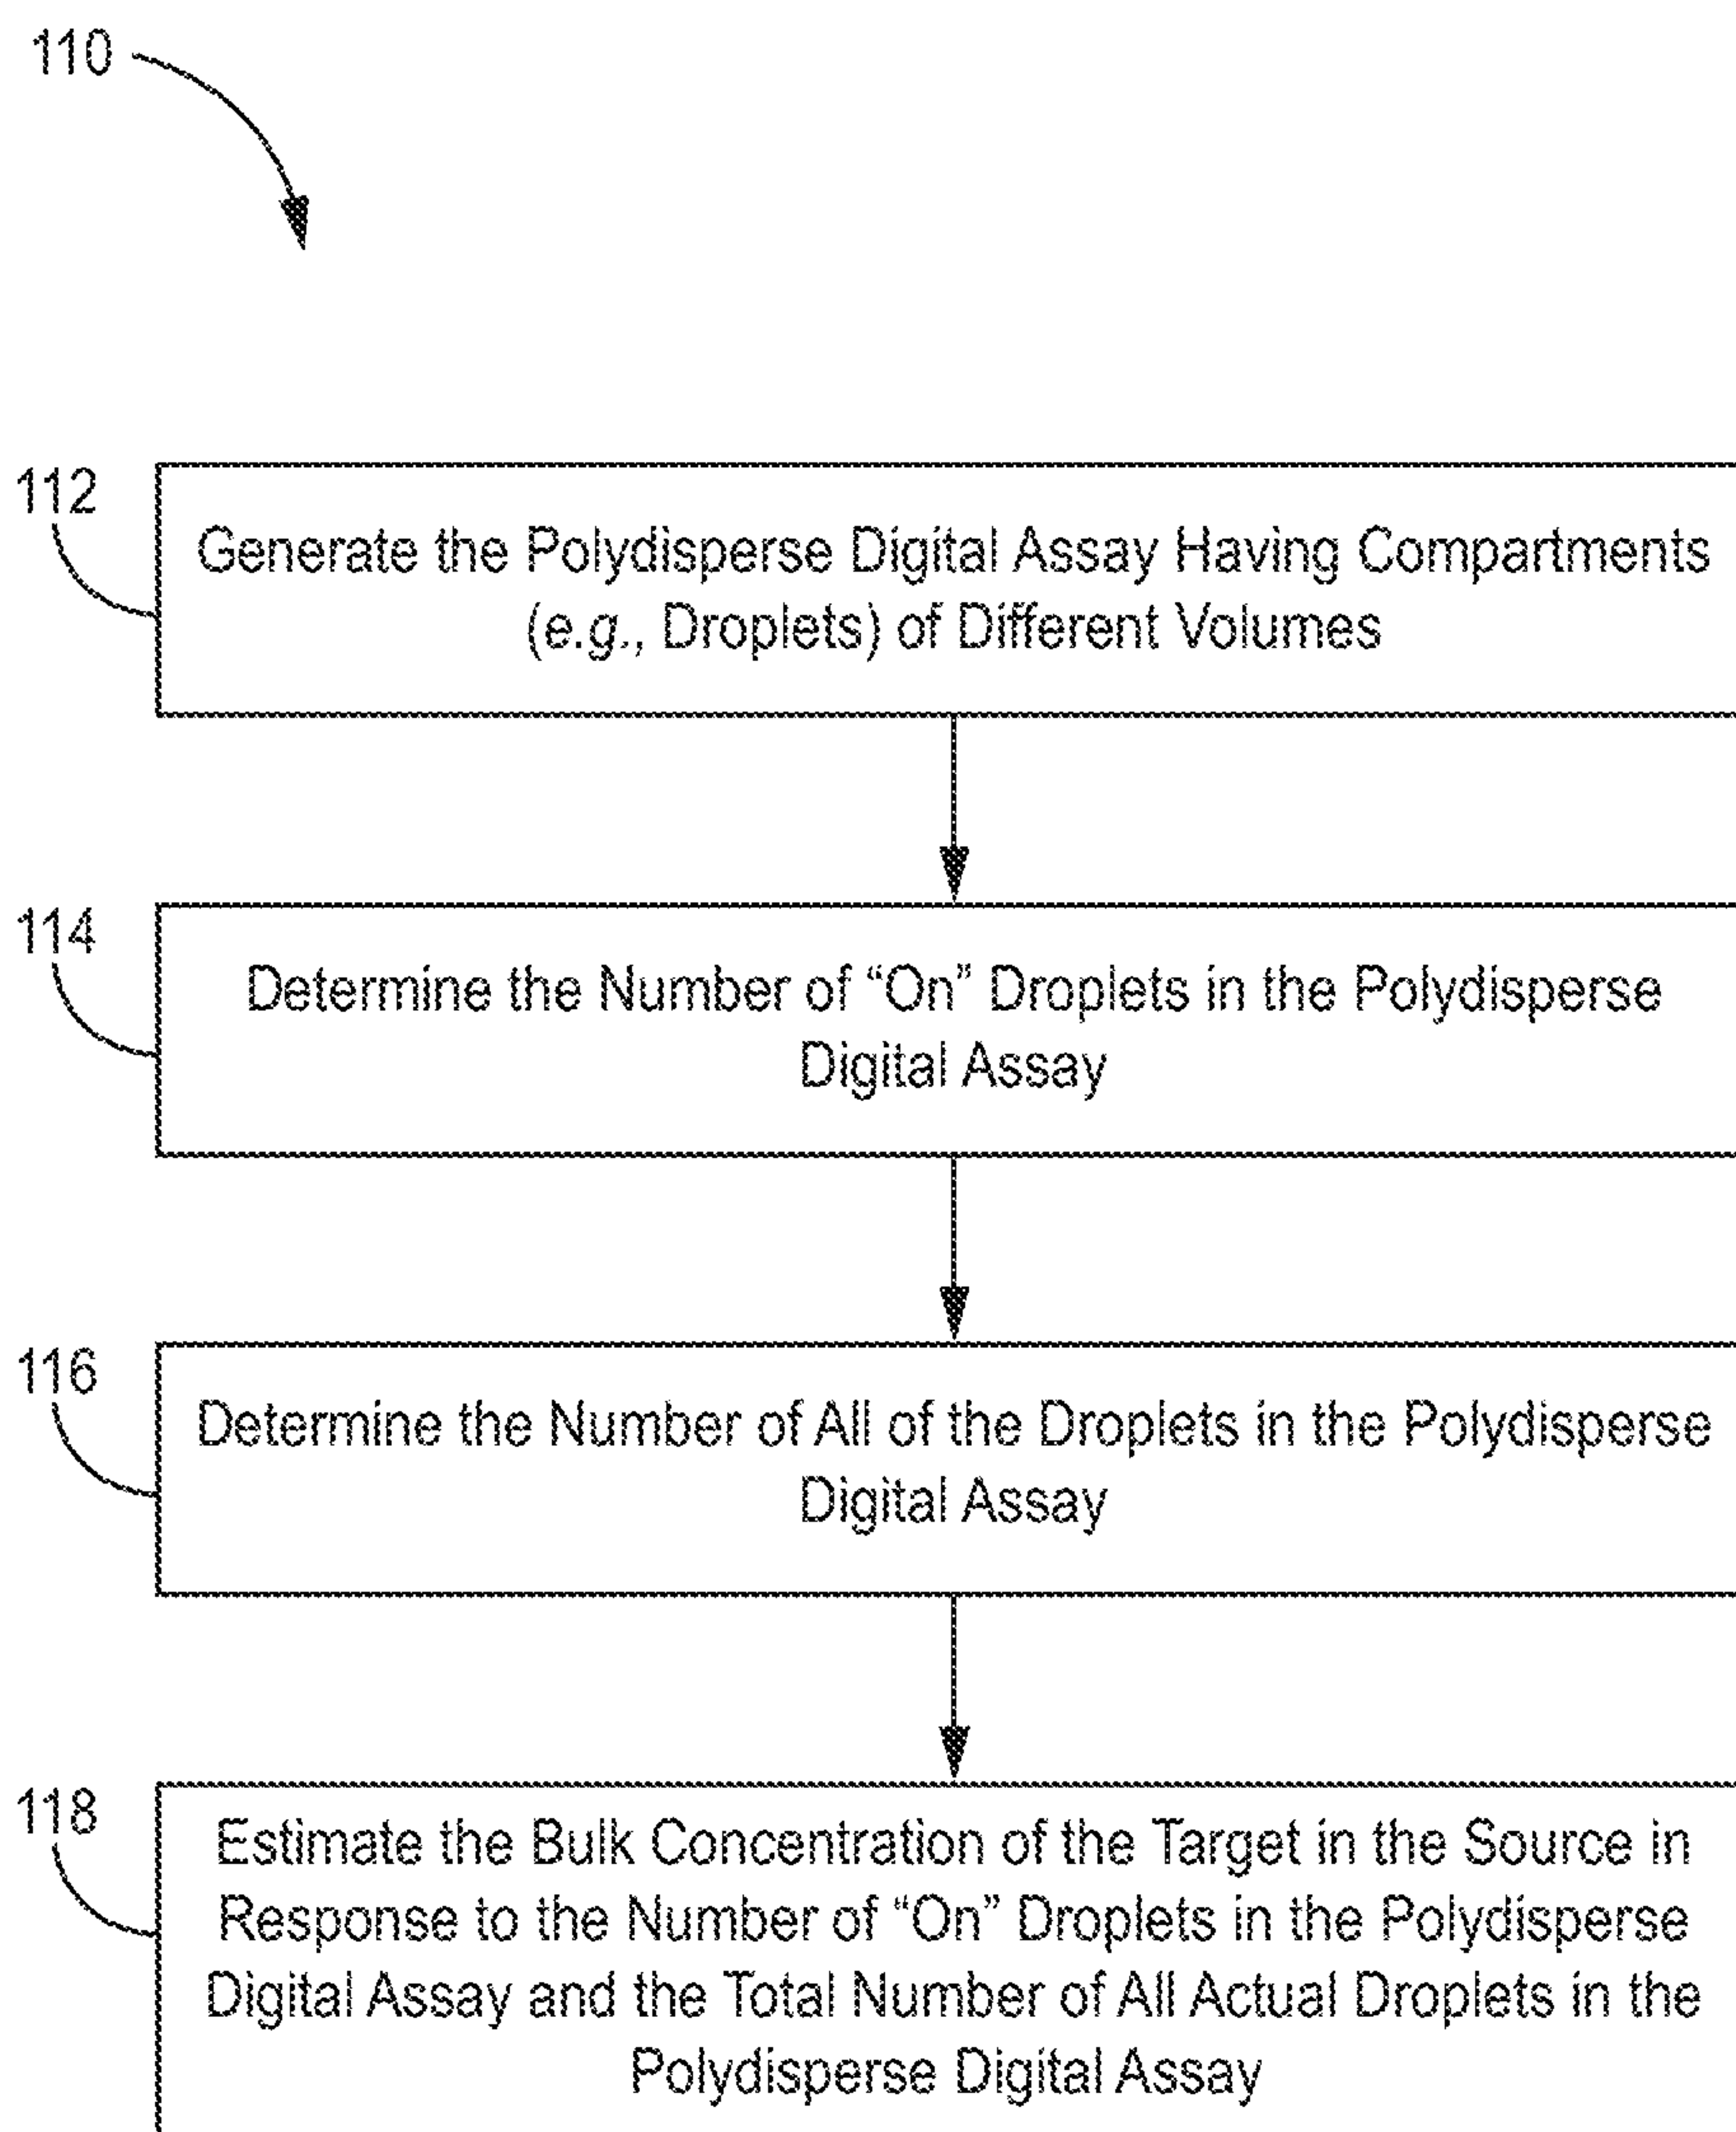 110
112
Generate the Polydisperse Digital Assay Having Compartments
(e.g., Droplets) of Different Volumes
114
Determine the Number of “On” Droplets in the Polydisperse
Digital Assay
116
Determine the Number of All of the Droplets in the Polydisperse
Digital Assay
118
Estimate the Bulk Concentration of the Target in the Source in
Response to the Number of “On” Droplets in the Polydisperse
Digital Assay and the Total Number of All Actual Droplets in the
Polydisperse Digital Assay